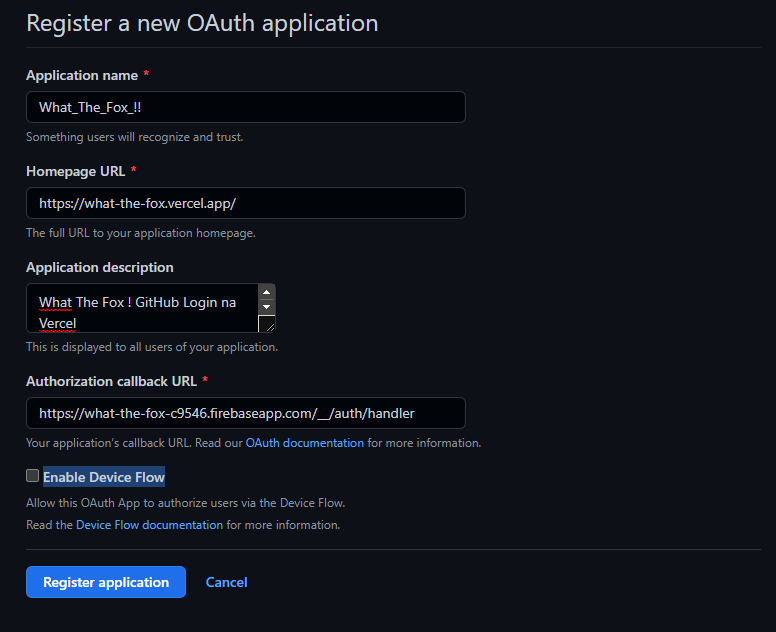 Register a new OAuth application
Application name *
What_The_Fox_!!
Something users will recognize and trust.
Homepage URL *
https://what-the-fox.vercel.app/
The full URL to your application homepage.
Application description
What The Fox ! GitHub Login na
Vercel
This is displayed to all users of your application.
Authorization callback URL *
https://what-the-fox-c9546.firebaseapp.com/__/auth/handler
Your application's callback URL. Read our OAuth documentation for more information.
Enable Device Flow
Allow this OAuth App to authorize users via the Device Flow.
Read the Device Flow documentation for more information.
Register application Cancel